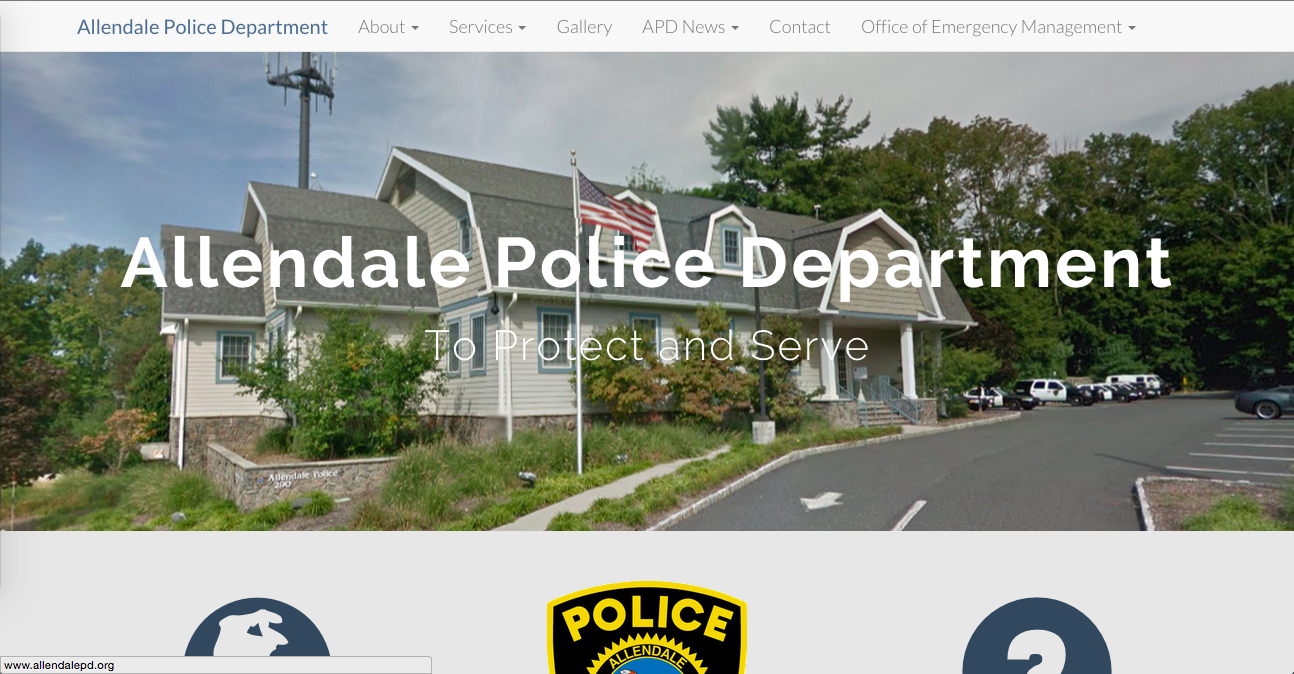 Allendale Police Department About Services Gallery APD News Contact Office of Emergency Management
Allendale Police Department
To Protect and Serve
Allendale Police
200
POLICE
ALLENDALE
?
www.allendalepd.org